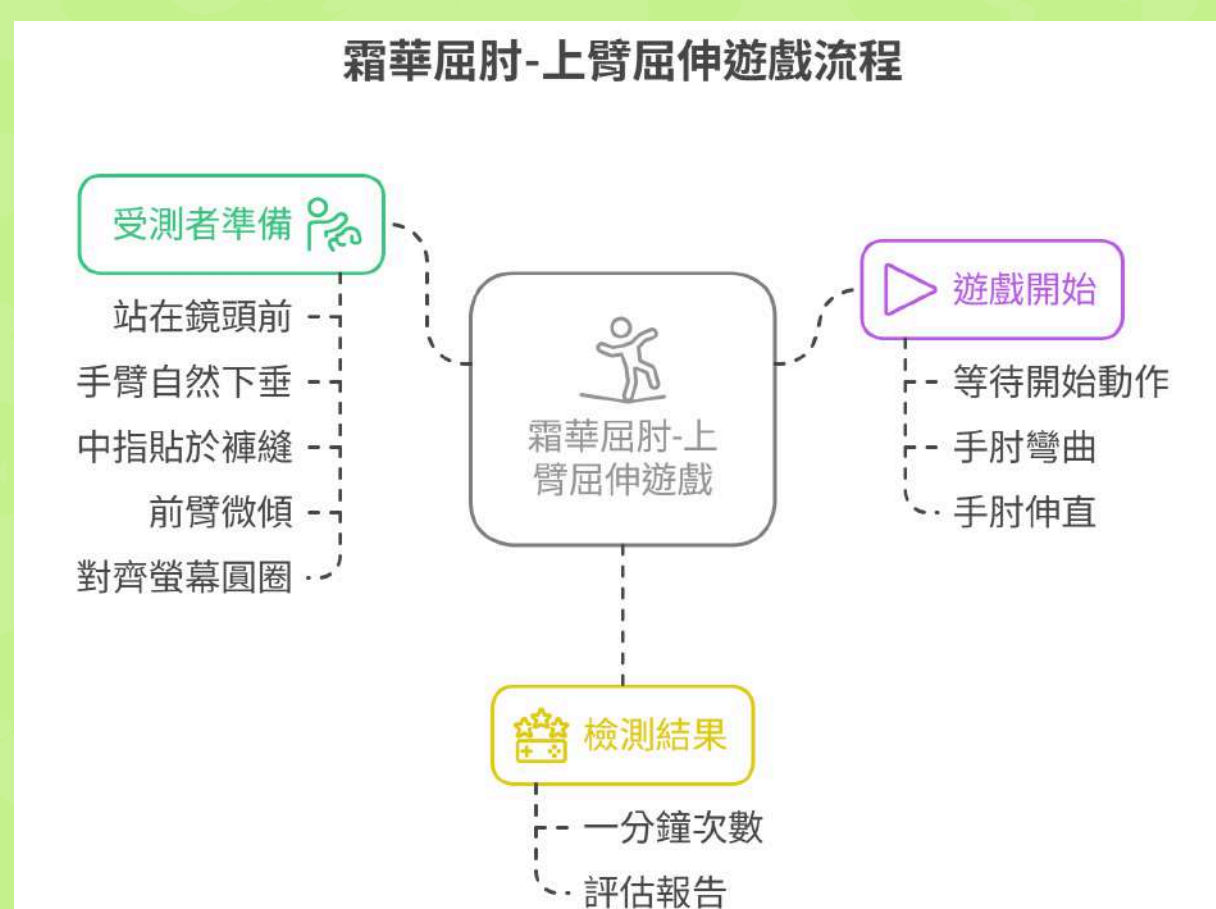 霜華屈肘-上臂屈伸遊戲流程
受測者準備
站在鏡頭前
手臂自然下垂
中指貼於褲縫
前臂微傾
對齊螢幕圓圈
霜華屈肘-上
臂屈伸遊戲
遊戲開始
等待開始動作
手肘彎曲
手肘伸直
檢測結果
一分鐘次數
評估報告